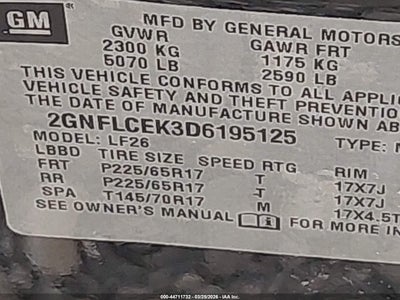 GM
MFD BY GENERAL MOTORS
GVWR GAWR FRT
2300 KG 1175 KG
5070 LB 2590 LB
THIS VEHICLE CONFORMS TO ALL APPLIC
VEHICLE SAFETY AND THEFT PREVENTIO
THE DATE OF MANUFACTURE SHOWN AB
2GNFLCEK3D6195125
MODEL: LF26 TYPE: M
LBBD TIRE SIZE SPEED RTG RIM
FRT P225/65R17 T 17X7J
RR P225/65R17 T 17X7J
SPA T145/70R17 M 17X4.5T
SEE OWNER'S MANUAL FOR MORE IN
000-44711732 - 03/29/2026 - IAA Inc.